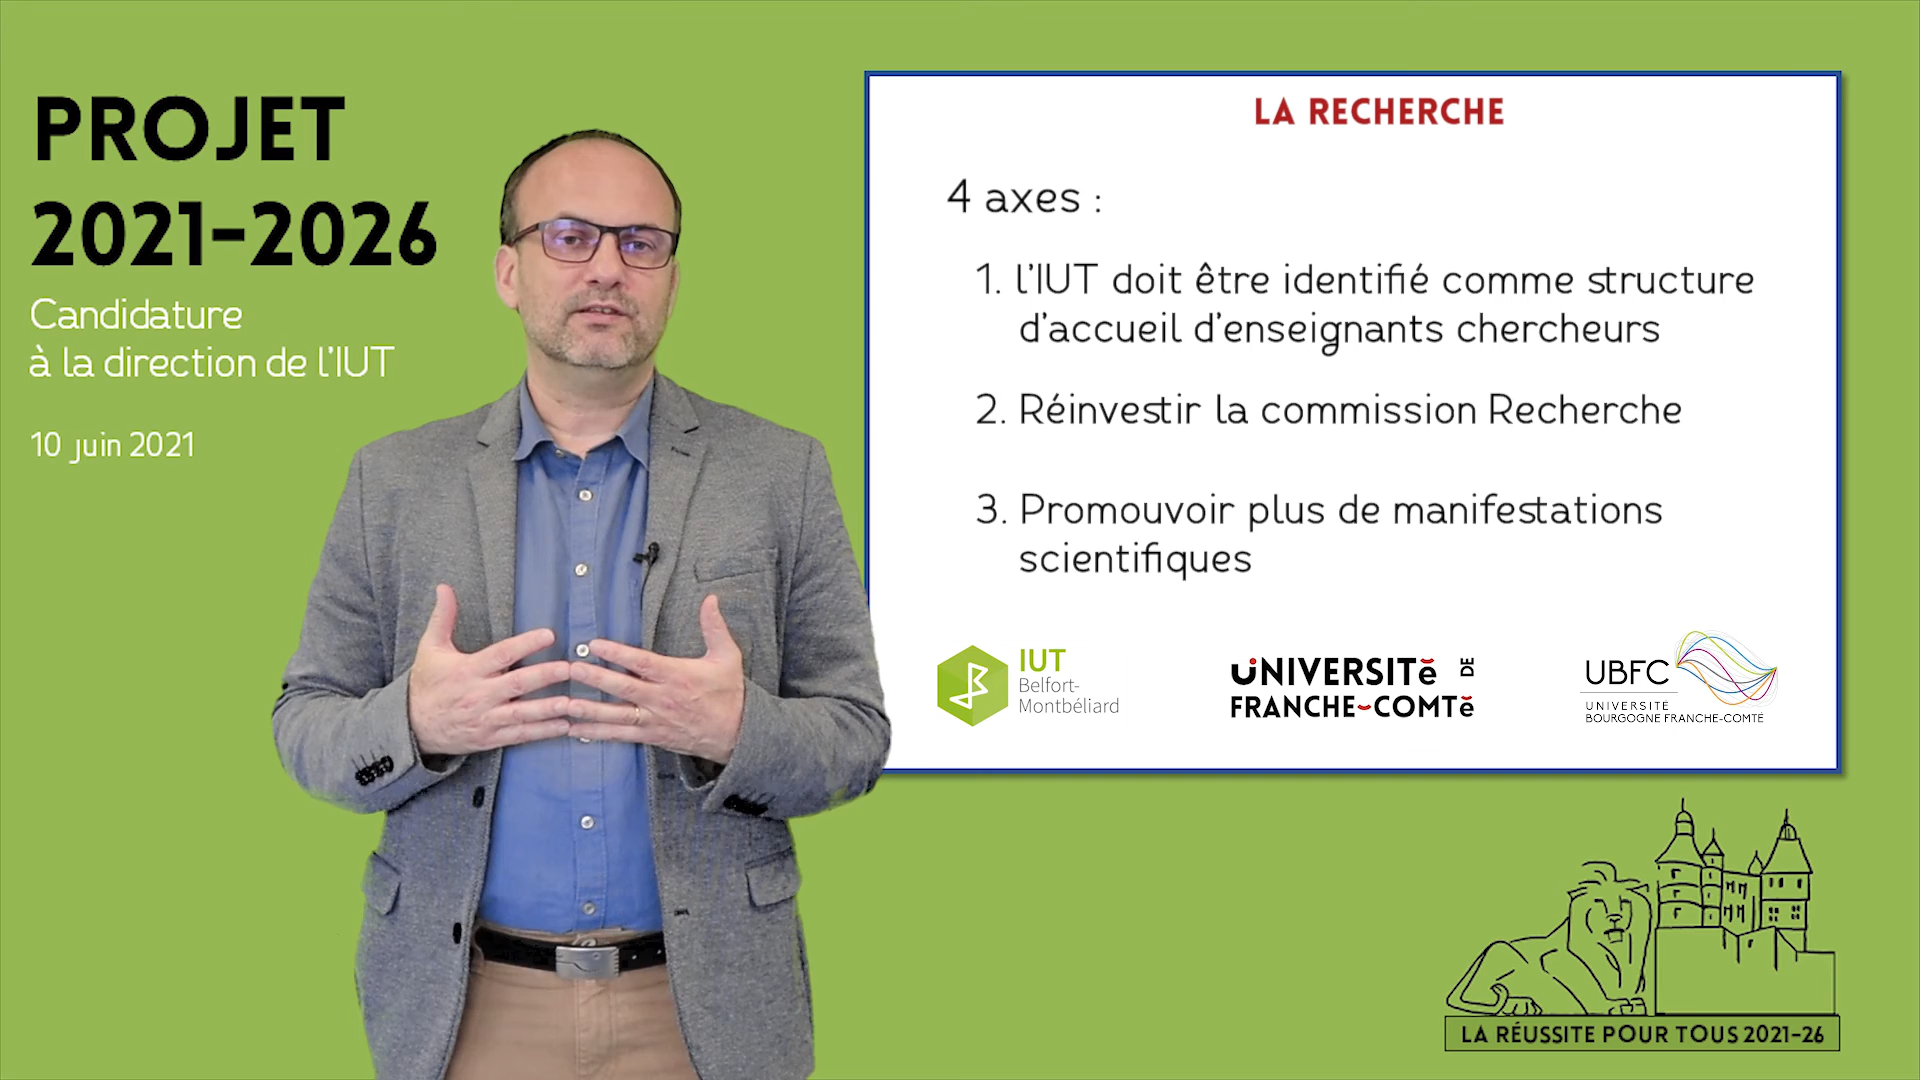 PROJET
2021-2026
Candidature
à la direction de l'IUT
10 juin 2021
LA RECHERCHE
4 axes :
1. l'IUT doit être identifié comme structure
d'accueil d'enseignants chercheurs
2. Réinvestir la commission Recherche
3. Promouvoir plus de manifestations
scientifiques
IUT
Belfort-
Montbéliard
UNIVERSITĕ DE
FRANCHE-COMTĕ
UBFC
UNIVERSITÉ
BOURGOGNE FRANCHE-COMTÉ
LA RÉUSSITE POUR TOUS 2021-26